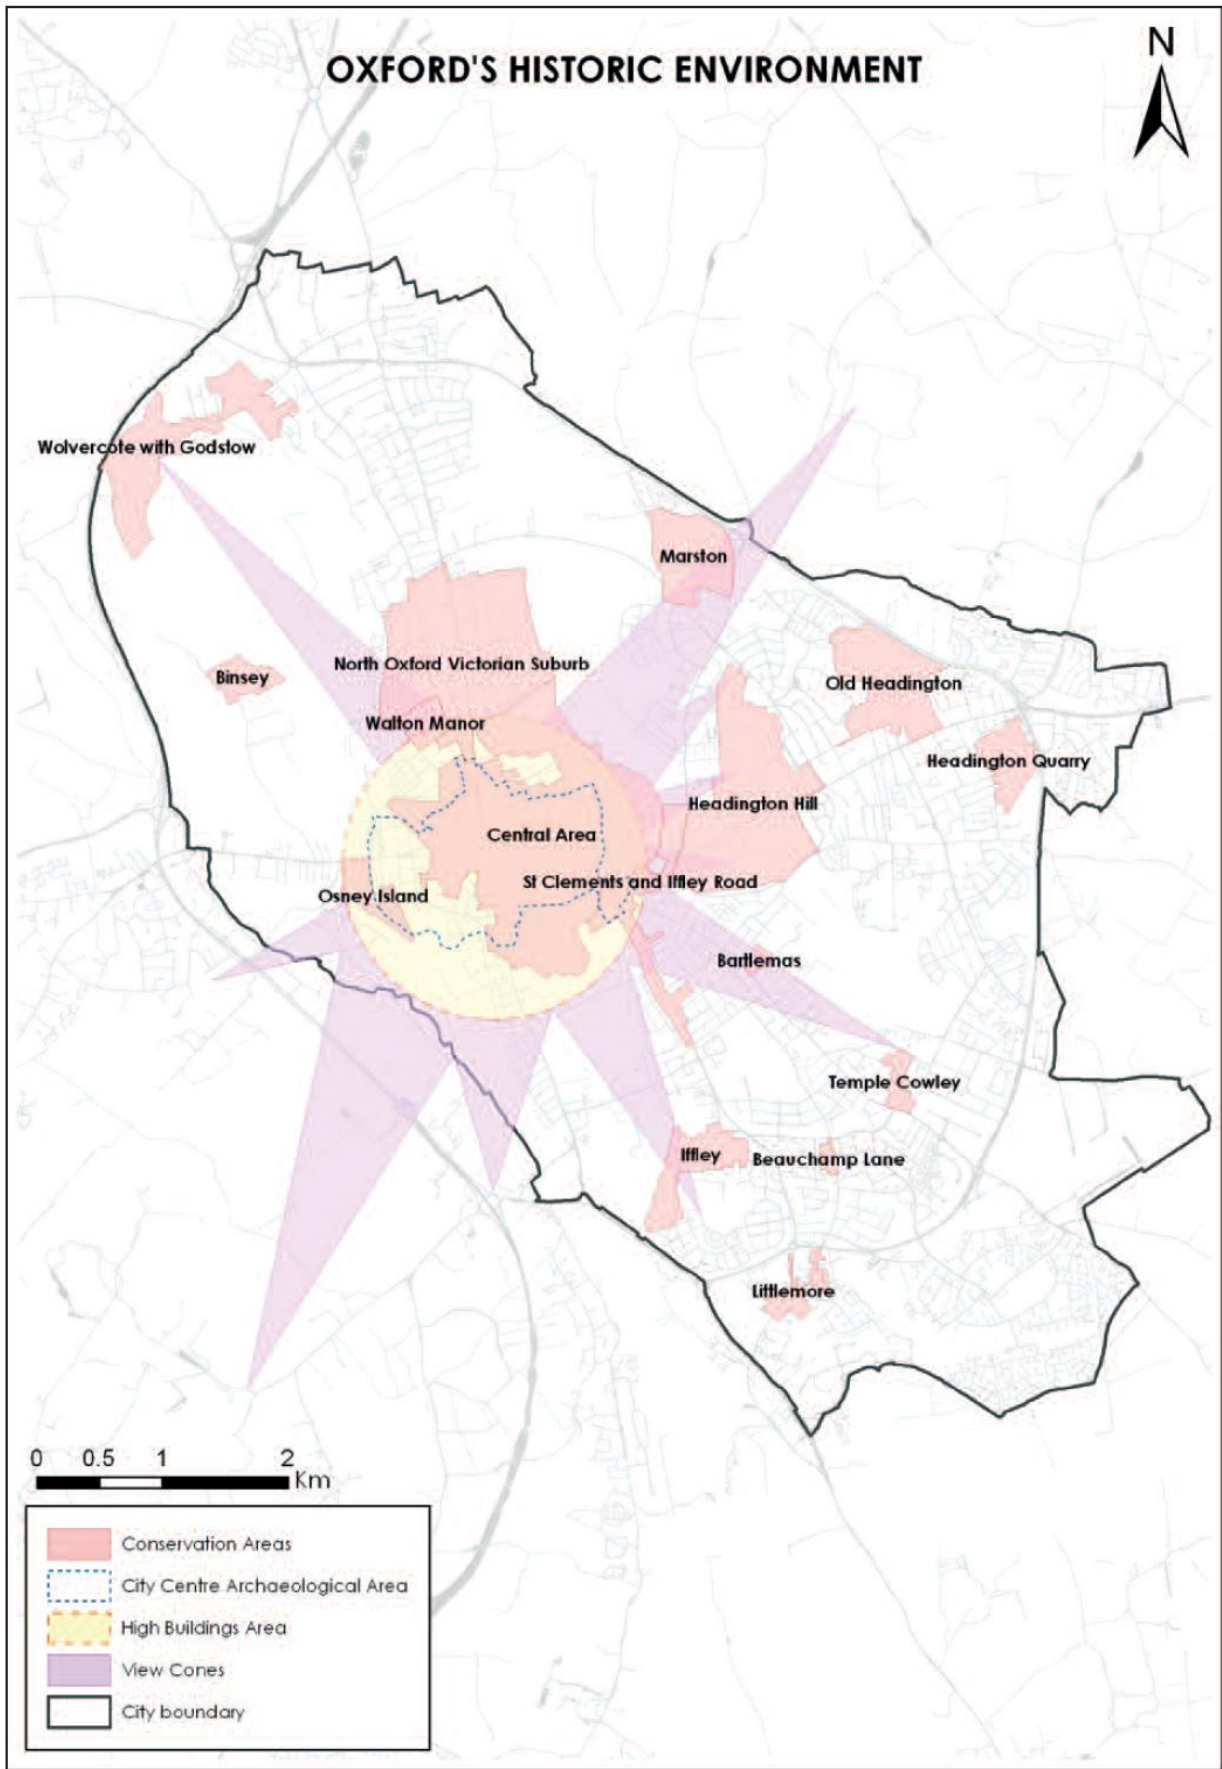 OXFORD'S HISTORIC ENVIRONMENT
N
Wolvercote with Godstow
Marston
North Oxford Victorian Suburb
Binsey
Old Headington
Walton Manor
Headington Quarry
Headington Hill
Central Area
St Clements and Iffley Road
Osney Island
Bartlemas
Temple Cowley
Iffley
Beauchamp Lane
Littlemore
0 0.5 1 2
Km
Conservation Areas
City Centre Archaeological Area
High Buildings Area
View Cones
City boundary